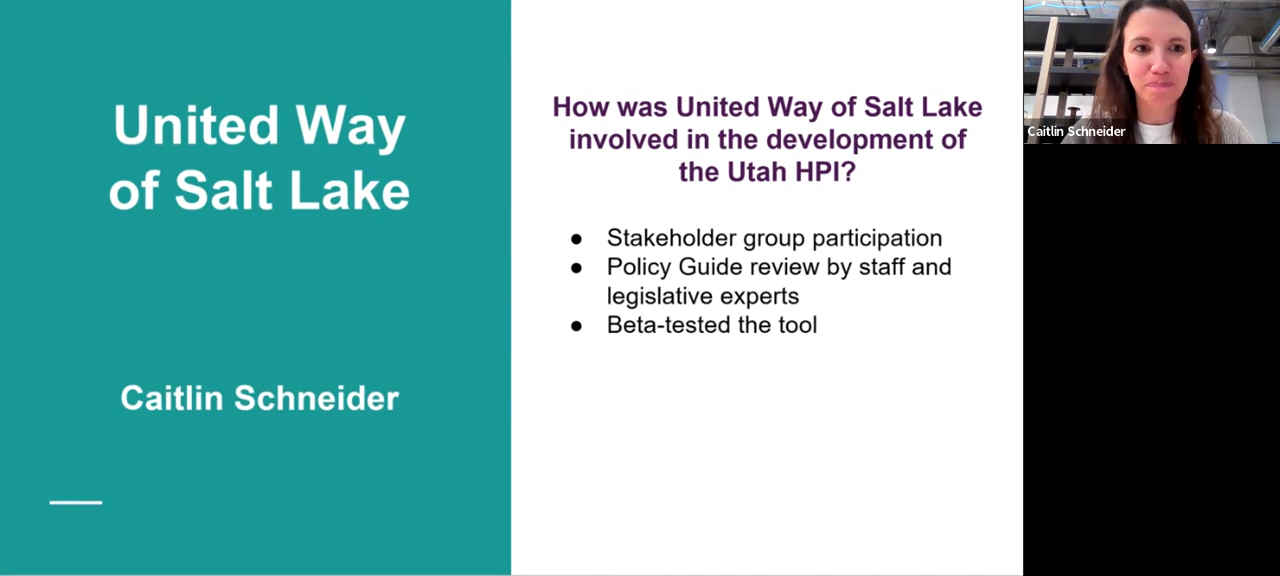 United Way
of Salt Lake
Caitlin Schneider
How was United Way of Salt Lake
involved in the development of
the Utah HPI?
● Stakeholder group participation
● Policy Guide review by staff and
legislative experts
● Beta-tested the tool
Caitlin Schneider